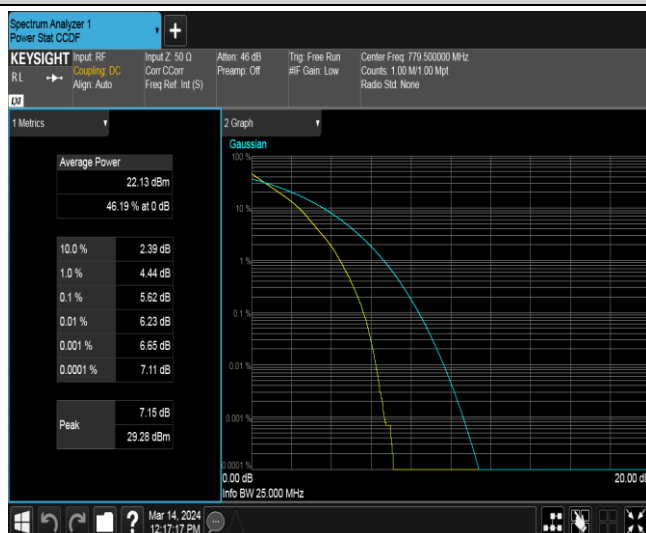 Spectrum Analyzer 1
Power Stat CCDF
+
KEYSIGHT
RL
LXI
Input: RF
Coupling: DC
Align: Auto
Input Z: 50 Ω
Corr CCorr
Freq Ref: Int (S)
Atten: 46 dB
Preamp: Off
Trig: Free Run
#IF Gain: Low
Center Freq: 779.500000 MHz
Counts: 1.00 M/1.00 Mpt
Radio Std: None
1 Metrics
Average Power
22.13 dBm
46.19 % at 0 dB
10.0 % 2.39 dB
1.0 % 4.44 dB
0.1 % 5.62 dB
0.01 % 6.23 dB
0.001 % 6.65 dB
0.0001 % 7.11 dB
Peak
7.15 dB
29.28 dBm
2 Graph
Gaussian
100 %
10 %
1 %
0.1 %
0.01 %
0.001 %
0.0001 %
0.00 dB
20.00 dB
Info BW 25.000 MHz
?
Mar 14, 2024
12:17:17 PM